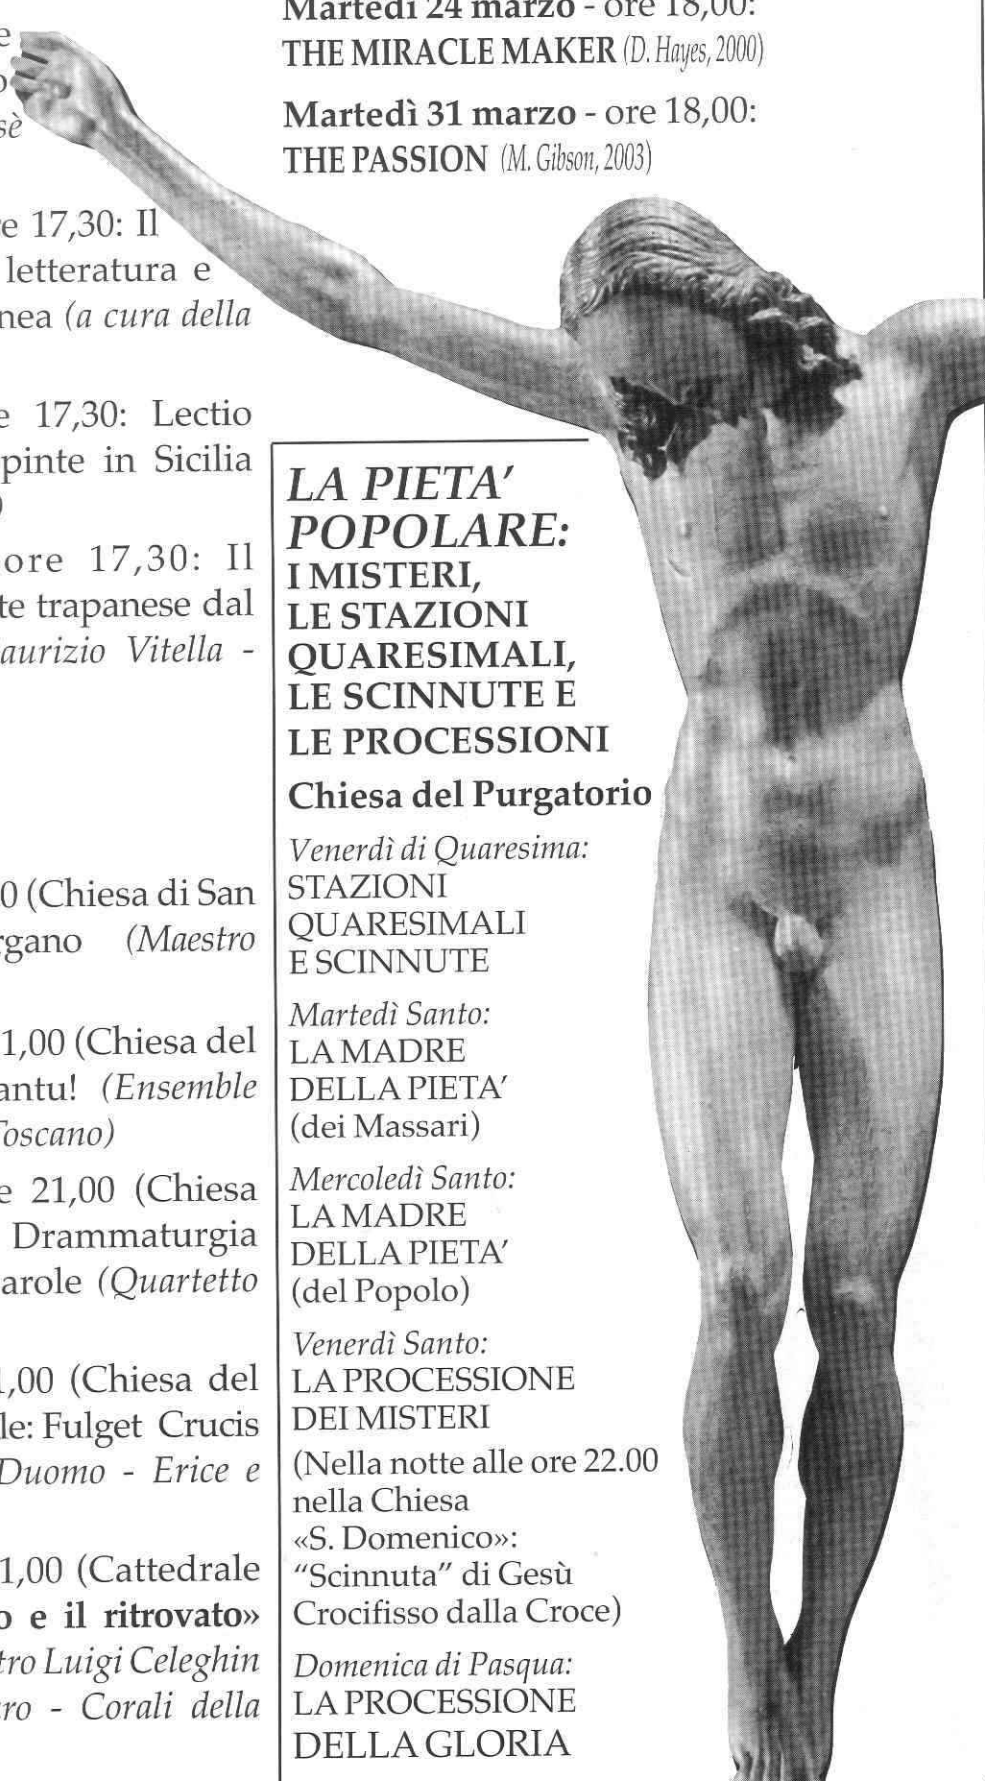 e
o
sè
re 17,30: Il
letteratura e
nea (a cura della
e 17,30: Lectio
pinte in Sicilia
)
ore 17,30: Il
te trapanese dal
aurizio Vitella -
0 (Chiesa di San
rgano (Maestro
1,00 (Chiesa del
antu! (Ensemble
Toscano)
e 21,00 (Chiesa
Drammaturgia
arole (Quartetto
1,00 (Chiesa del
le: Fulget Crucis
Duomo - Erice e
1,00 (Cattedrale
o e il ritrovato»
tro Luigi Celeghin
ro - Corali della
Martedì 24 marzo - ore 18,00:
THE MIRACLE MAKER (D. Hayes, 2000)
Martedì 31 marzo - ore 18,00:
THE PASSION (M. Gibson, 2003)
LA PIETA'
POPOLARE:
I MISTERI,
LE STAZIONI
QUARESIMALI,
LE SCINNUTE E
LE PROCESSIONI
Chiesa del Purgatorio
Venerdì di Quaresima:
STAZIONI
QUARESIMALI
E SCINNUTE
Martedì Santo:
LA MADRE
DELLA PIETA'
(dei Massari)
Mercoledì Santo:
LA MADRE
DELLA PIETA'
(del Popolo)
Venerdì Santo:
LA PROCESSIONE
DEI MISTERI
(Nella notte alle ore 22.00
nella Chiesa
«S. Domenico»:
"Scinnuta" di Gesù
Crocifisso dalla Croce)
Domenica di Pasqua:
LA PROCESSIONE
DELLA GLORIA